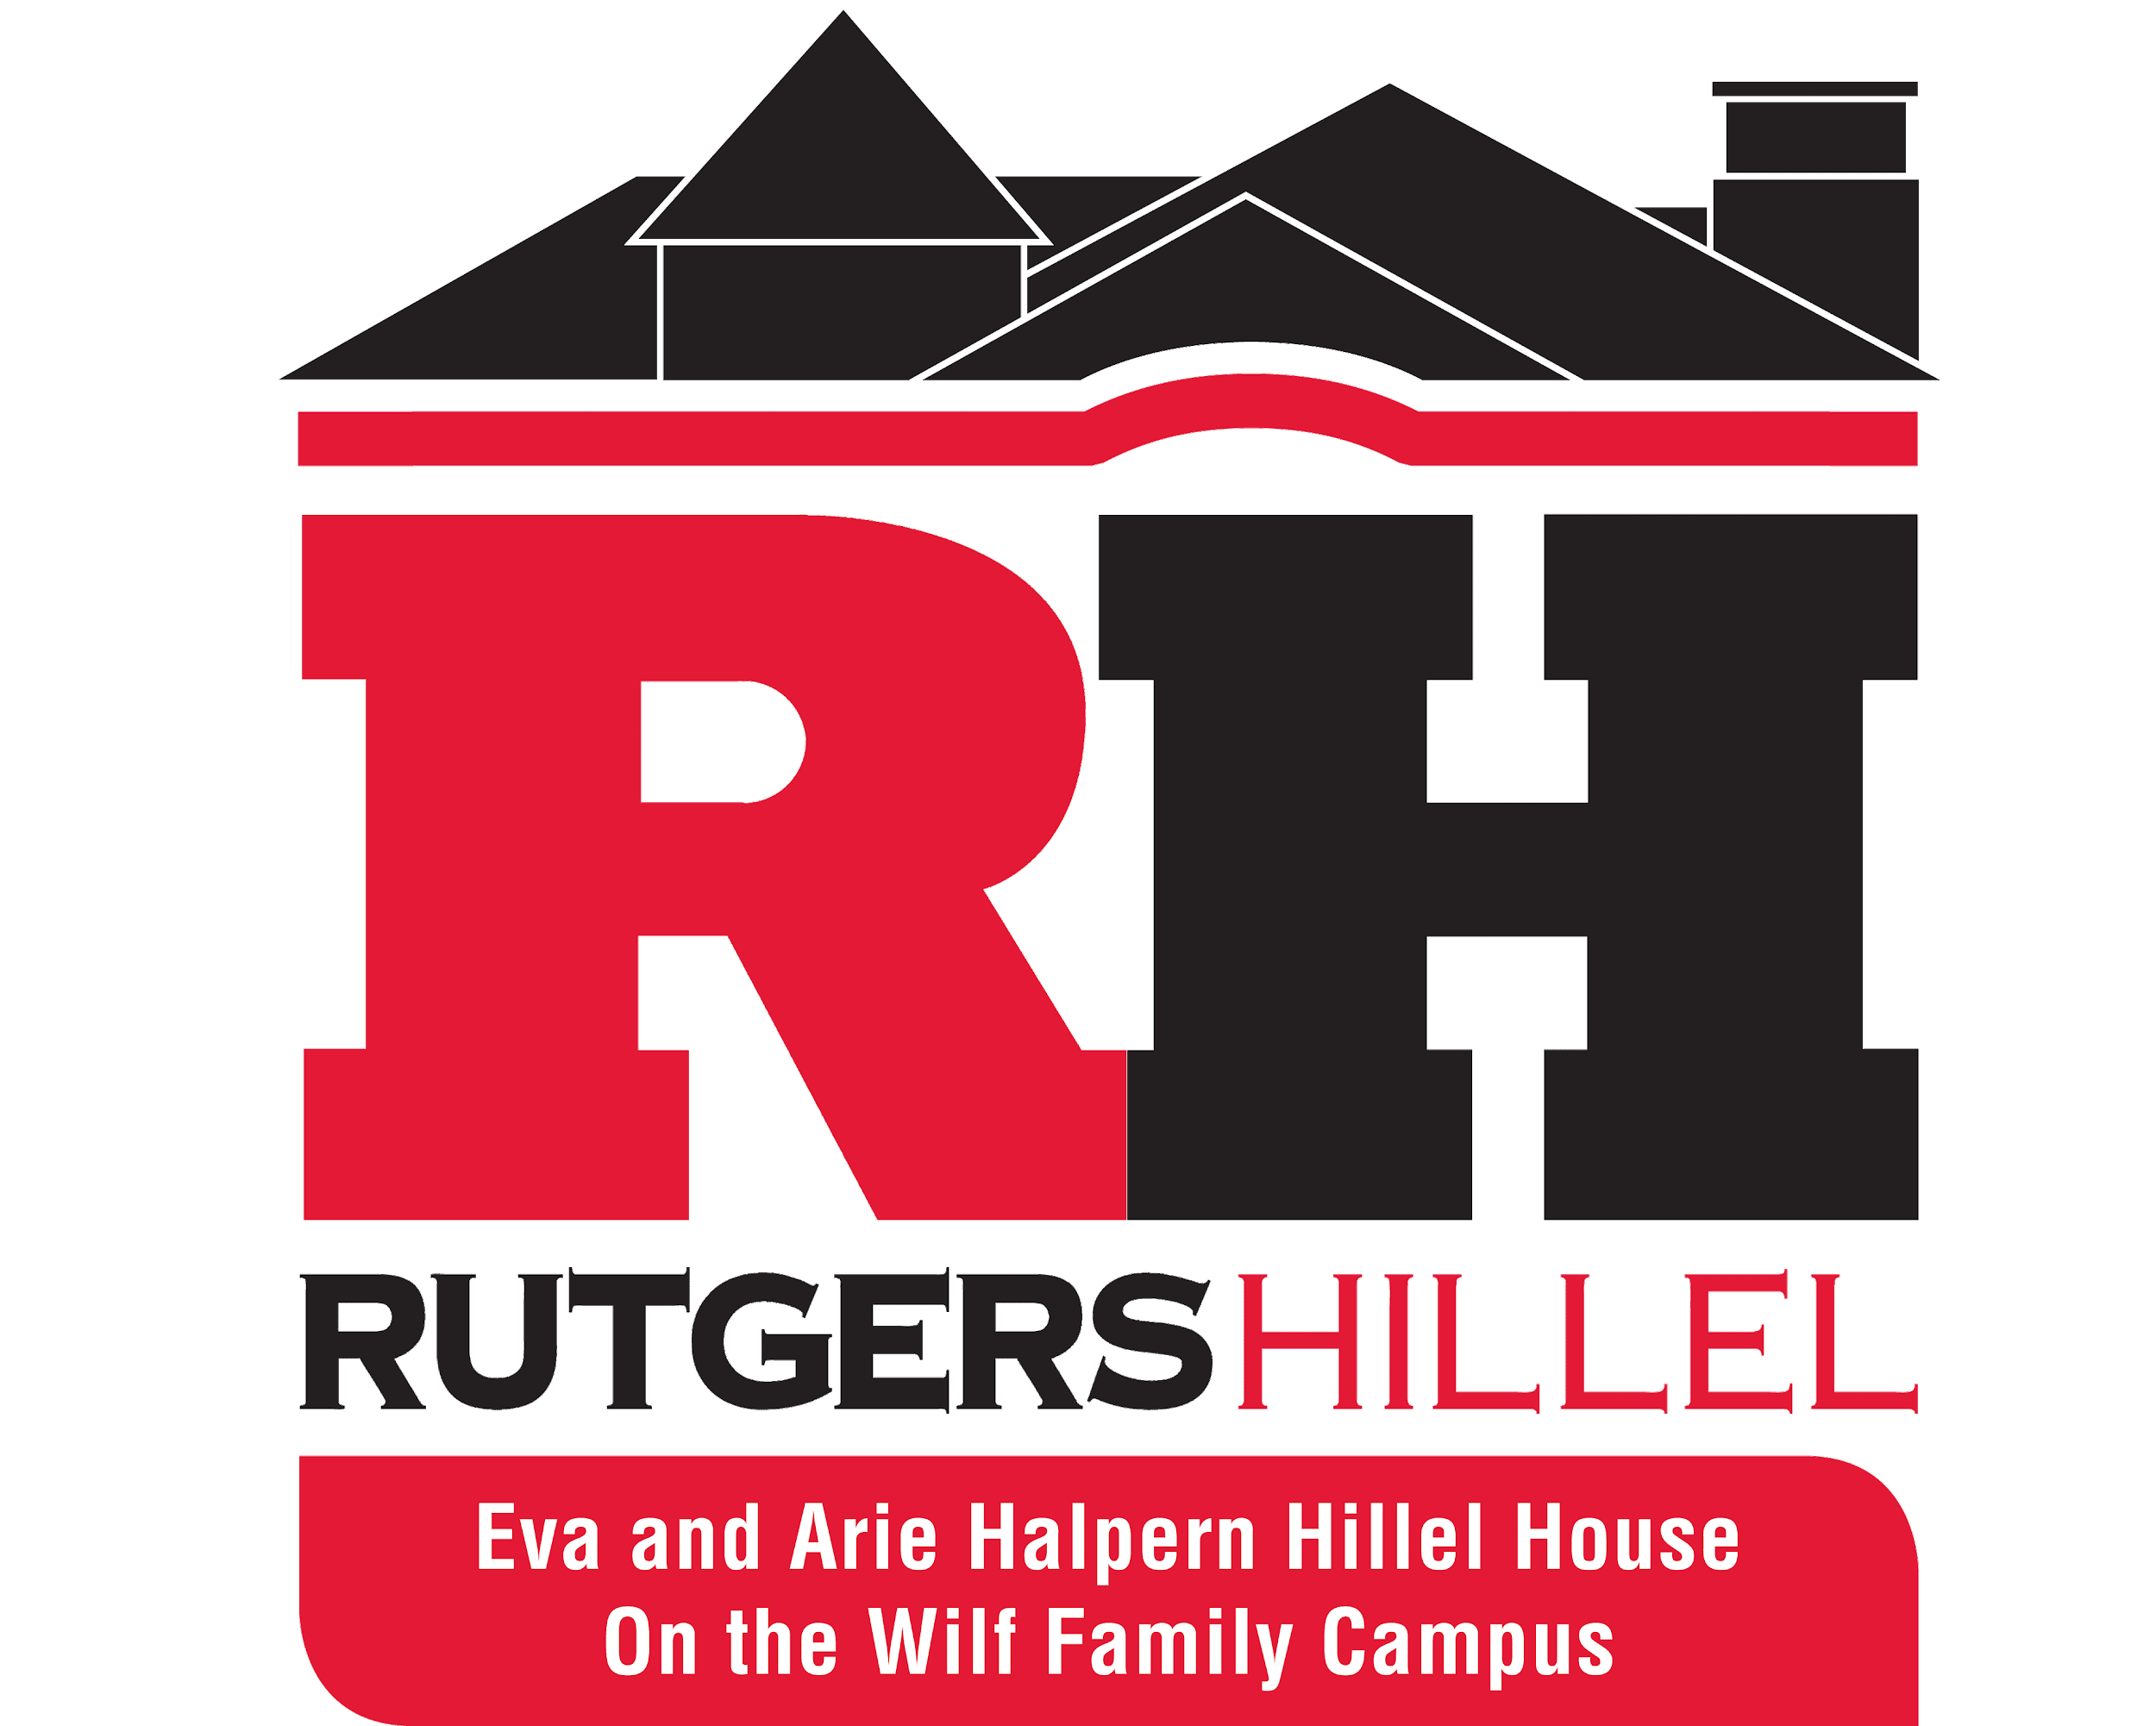 RH
RUTGERSHILLEL
Eva and Arie Halpern Hillel House
On the Wilf Family Campus